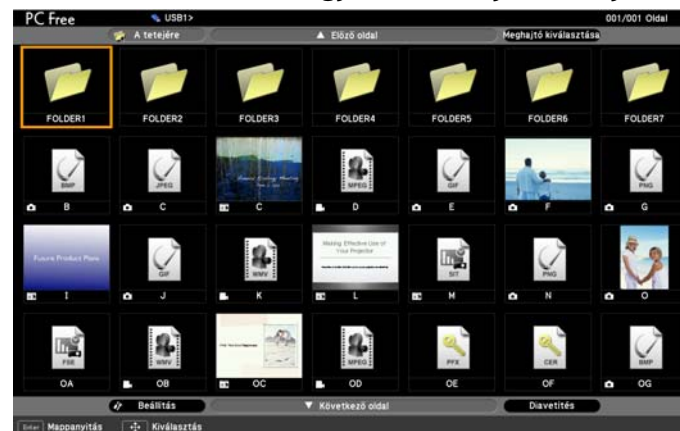 PC Free USB1> 001/001 Oldal
A tetejére ▲ Előző oldal Meghajtó kiválasztása
FOLDER1 FOLDER2 FOLDER3 FOLDER4 FOLDER5 FOLDER6 FOLDER7
BMP JPEG MPEG GIF PNG
B C C D E F G
Future Product Plans GIF WMV Making Effective Use of Your Projector SIT PNG
I J K L M N O
FSE WMV MPEG PFX CER BMP
OA OB OC OD OE OF OG
Beállítás ▼ Következő oldal Diavetítés
Enter Mappanyitás Kiválasztás